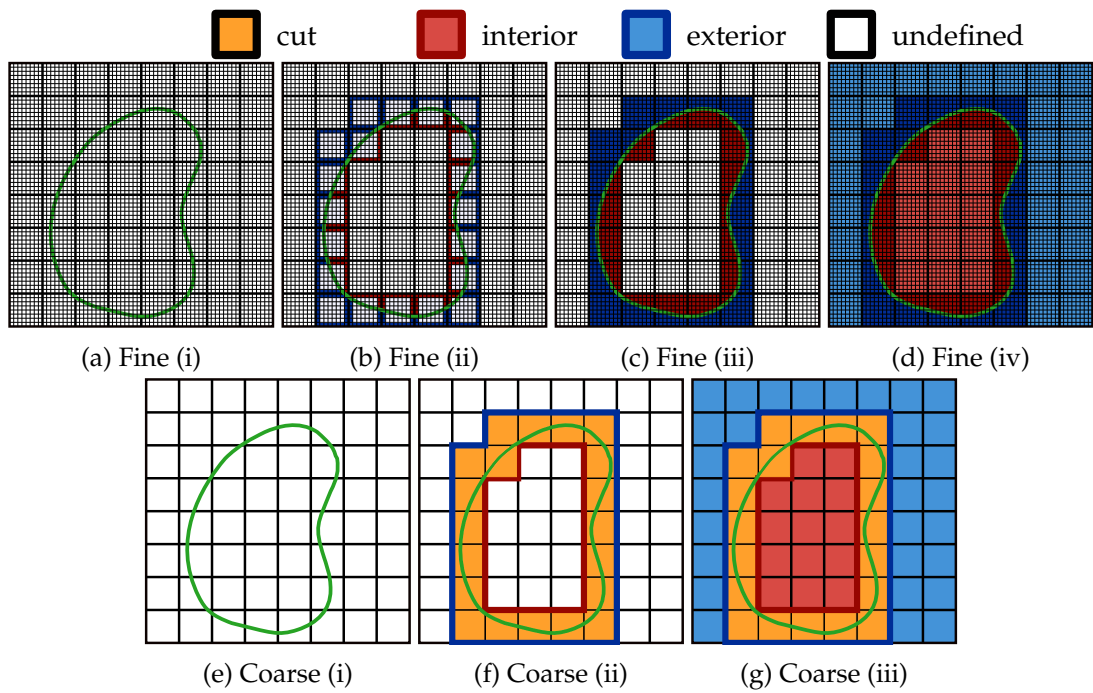 cut interior exterior undefined
(a) Fine (i) (b) Fine (ii) (c) Fine (iii) (d) Fine (iv)
(e) Coarse (i) (f) Coarse (ii) (g) Coarse (iii)